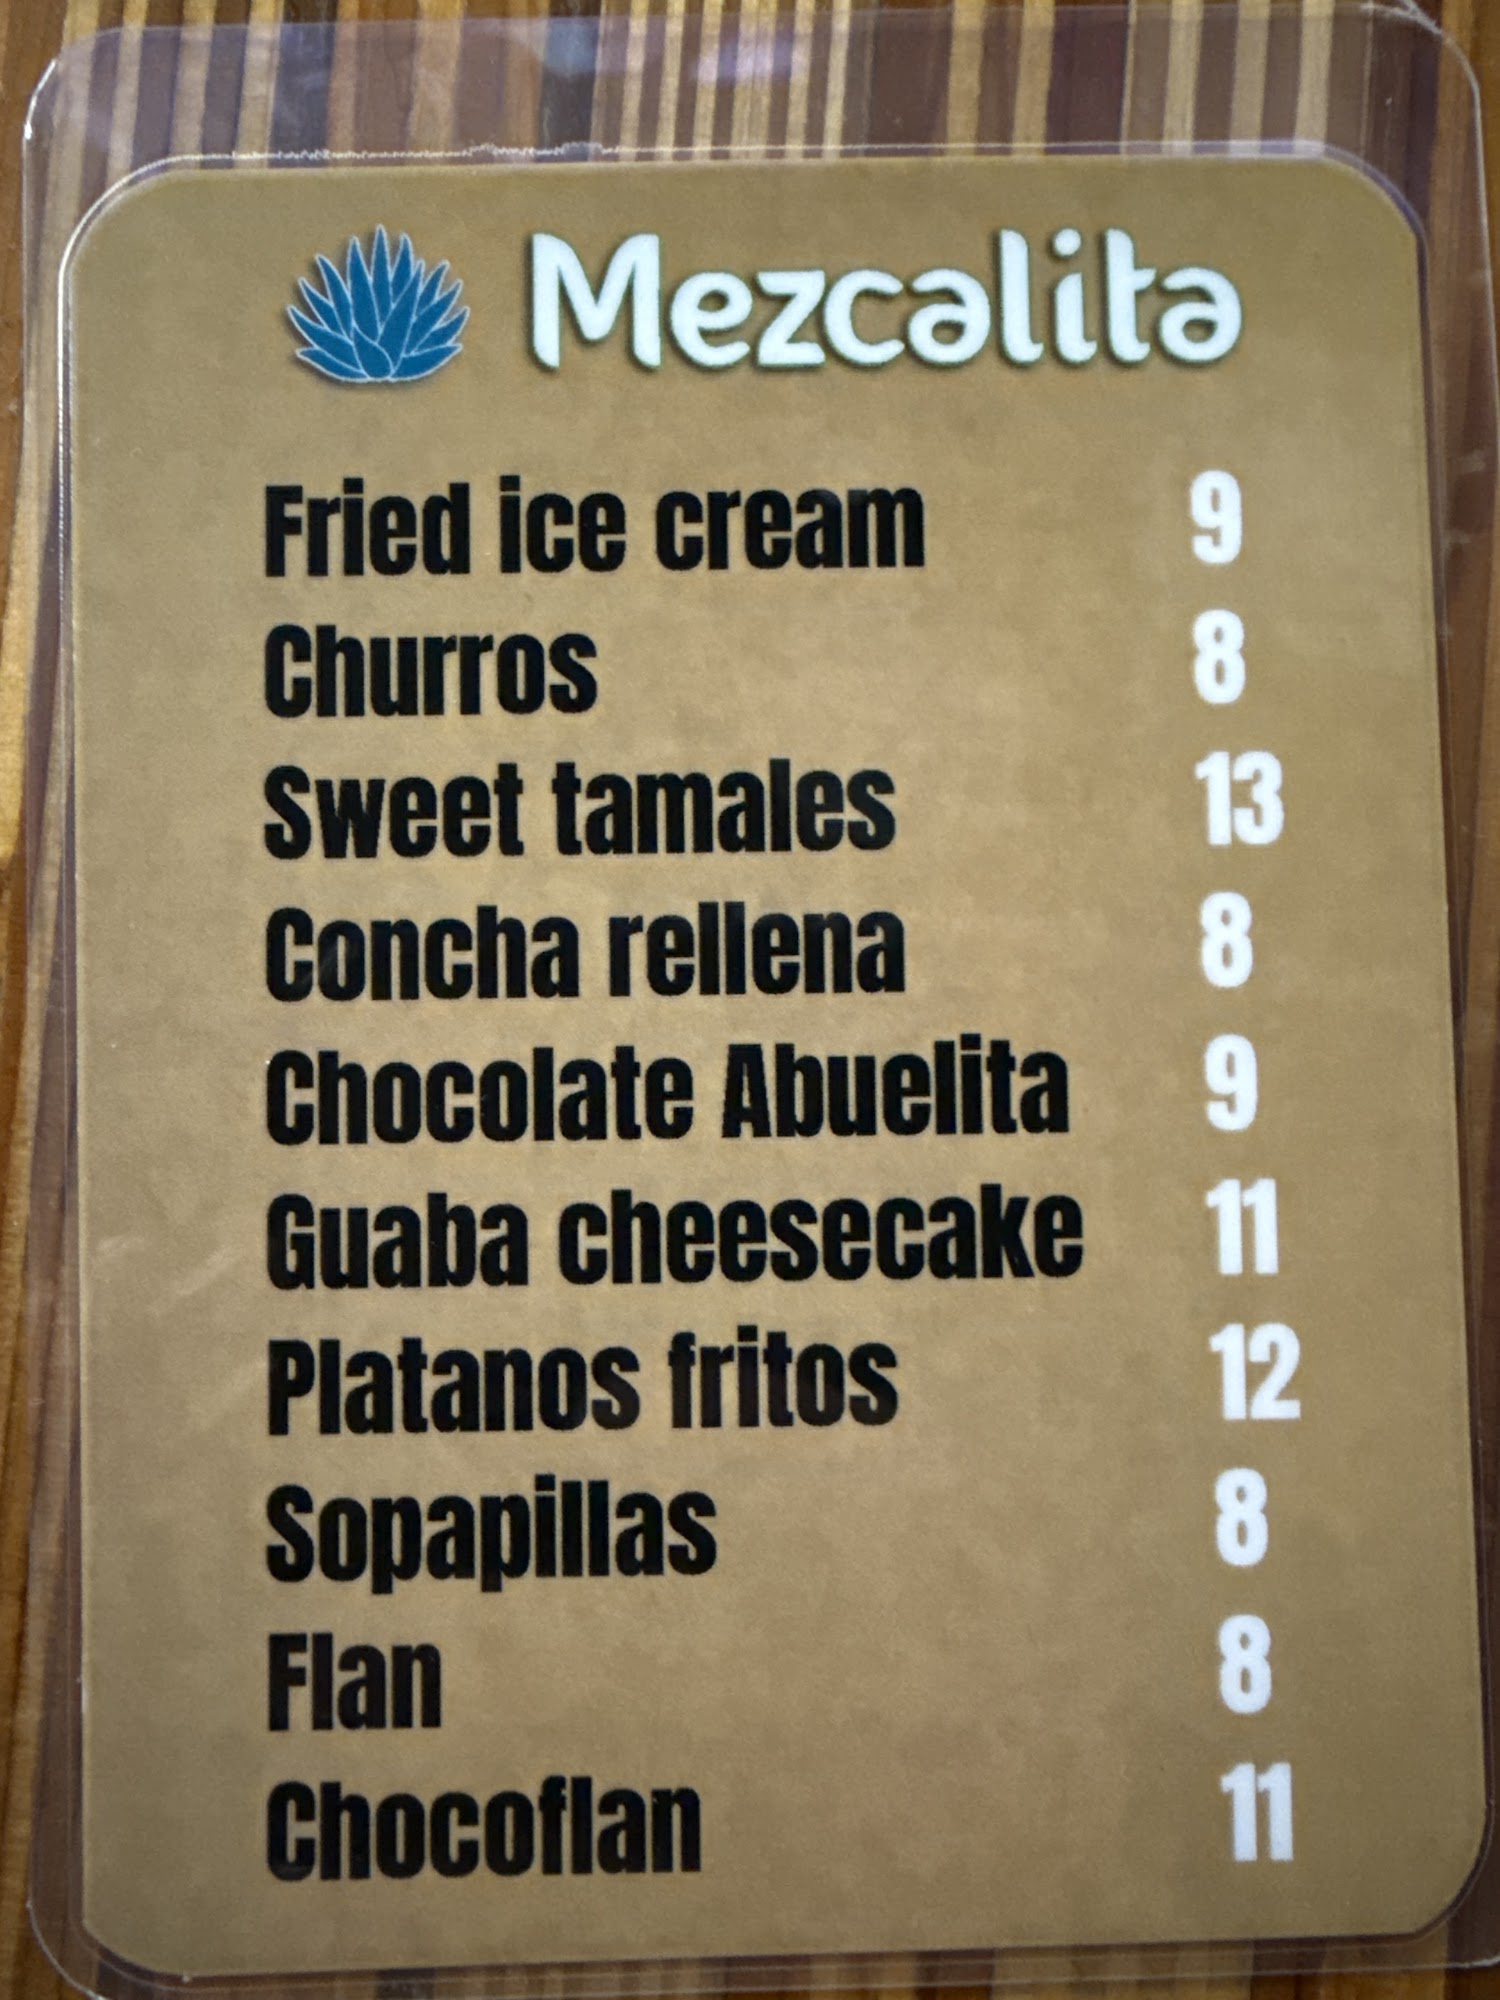 Mezcalita
Fried ice cream 9
Churros 8
Sweet tamales 13
Concha rellena 8
Chocolate Abuelita 9
Guaba cheesecake 11
Platanos fritos 12
Sopapillas 8
Flan 8
Chocoflan 11